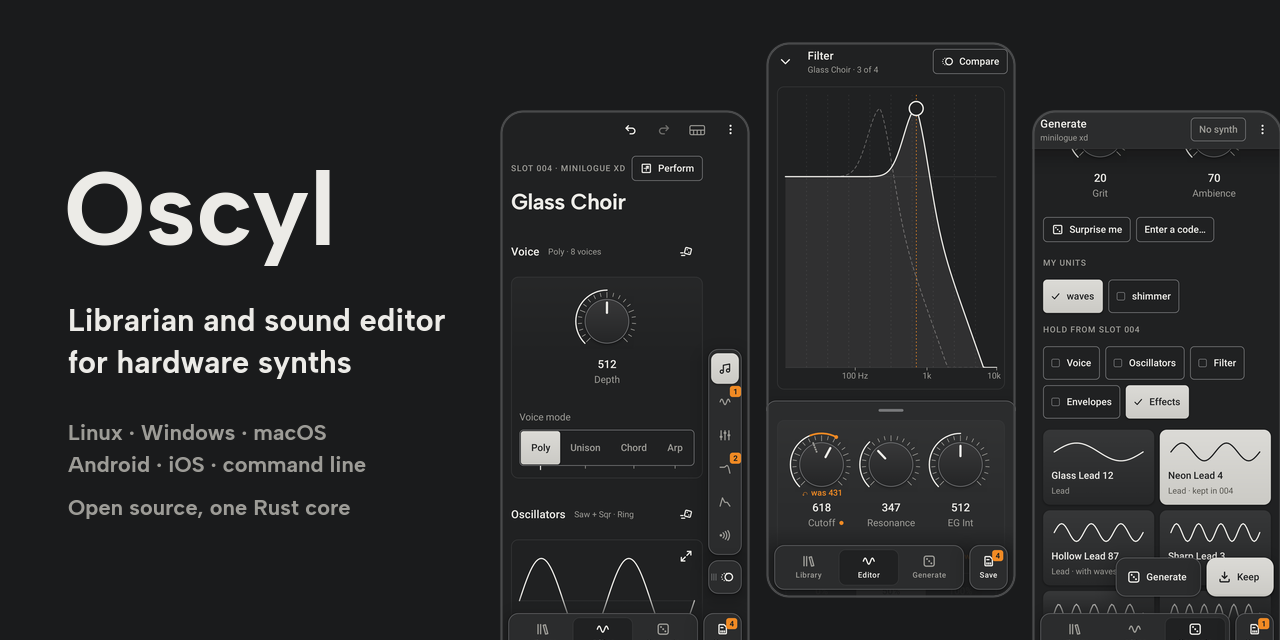 Oscyl
Librarian and sound editor
for hardware synths
Linux · Windows · macOS
Android · iOS · command line
Open source, one Rust core
SLOT 004 · MINILOGUE XD
Perform
Glass Choir
Voice
Poly · 8 voices
512
Depth
Voice mode
Poly
Unison
Chord
Arp
1
2
Oscillators
Saw + Sqr · Ring
4
Filter
Glass Choir · 3 of 4
Compare
100 Hz
1k
10k
was 431
618
347
512
Cutoff
Resonance
EG Int
Library
Editor
Generate
4
Save
Generate
minilogue xd
No synth
20
70
Grit
Ambience
Surprise me
Enter a code...
MY UNITS
waves
shimmer
HOLD FROM SLOT 004
Voice
Oscillators
Filter
Envelopes
Effects
Glass Lead 12
Lead
Neon Lead 4
Lead · kept in 004
Hollow Lead 87
Lead · with waves
Sharp Lead 3
Generate
Keep
1